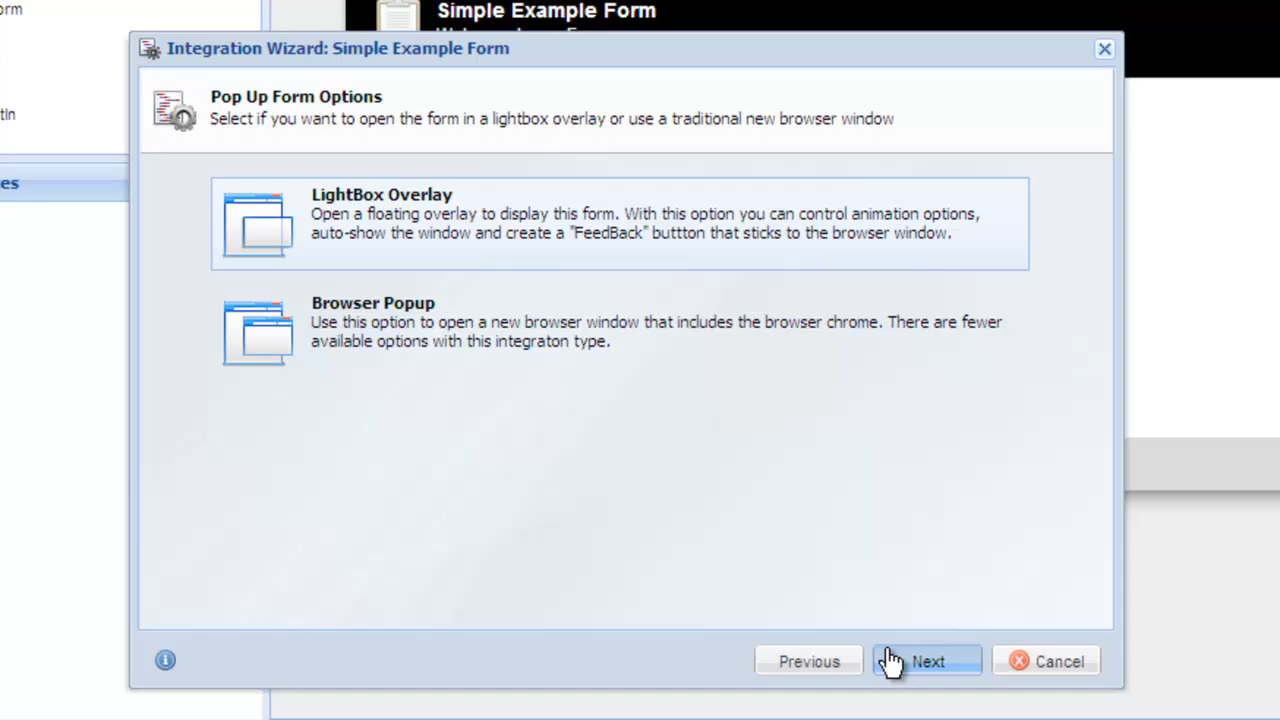 orm
Simple Example Form
Integration Wizard: Simple Example Form
Pop Up Form Options
Select if you want to open the form in a lightbox overlay or use a traditional new browser window
tIn
es
LightBox Overlay
Open a floating overlay to display this form. With this option you can control animation options,
auto-show the window and create a "FeedBack" buttton that sticks to the browser window.
Browser Popup
Use this option to open a new browser window that includes the browser chrome. There are fewer
available options with this integraton type.
Previous
Next
Cancel